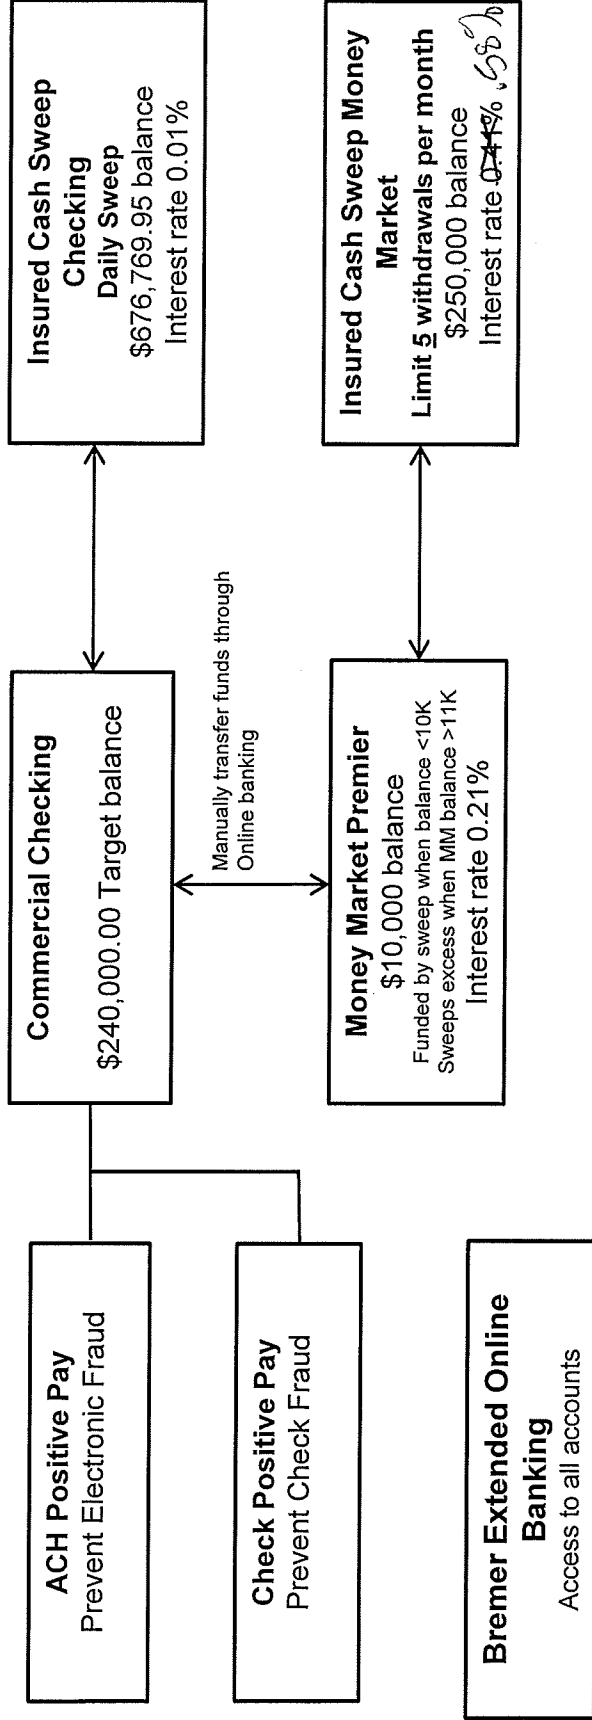 ACH Positive Pay
Prevent Electronic Fraud
Check Positive Pay
Prevent Check Fraud
Bremer Extended Online
Banking
Access to all accounts
Commercial Checking
$240,000.00 Target balance
Manually transfer funds through
Online banking
Money Market Premier
$10,000 balance
Funded by sweep when balance <10K
Sweeps excess when MM balance >11K
Interest rate 0.21%
Insured Cash Sweep
Checking
Daily Sweep
$676,769.95 balance
Interest rate 0.01%
Insured Cash Sweep Money
Market
Limit 5 withdrawals per month
$250,000 balance
Interest rate 0.41% .58%